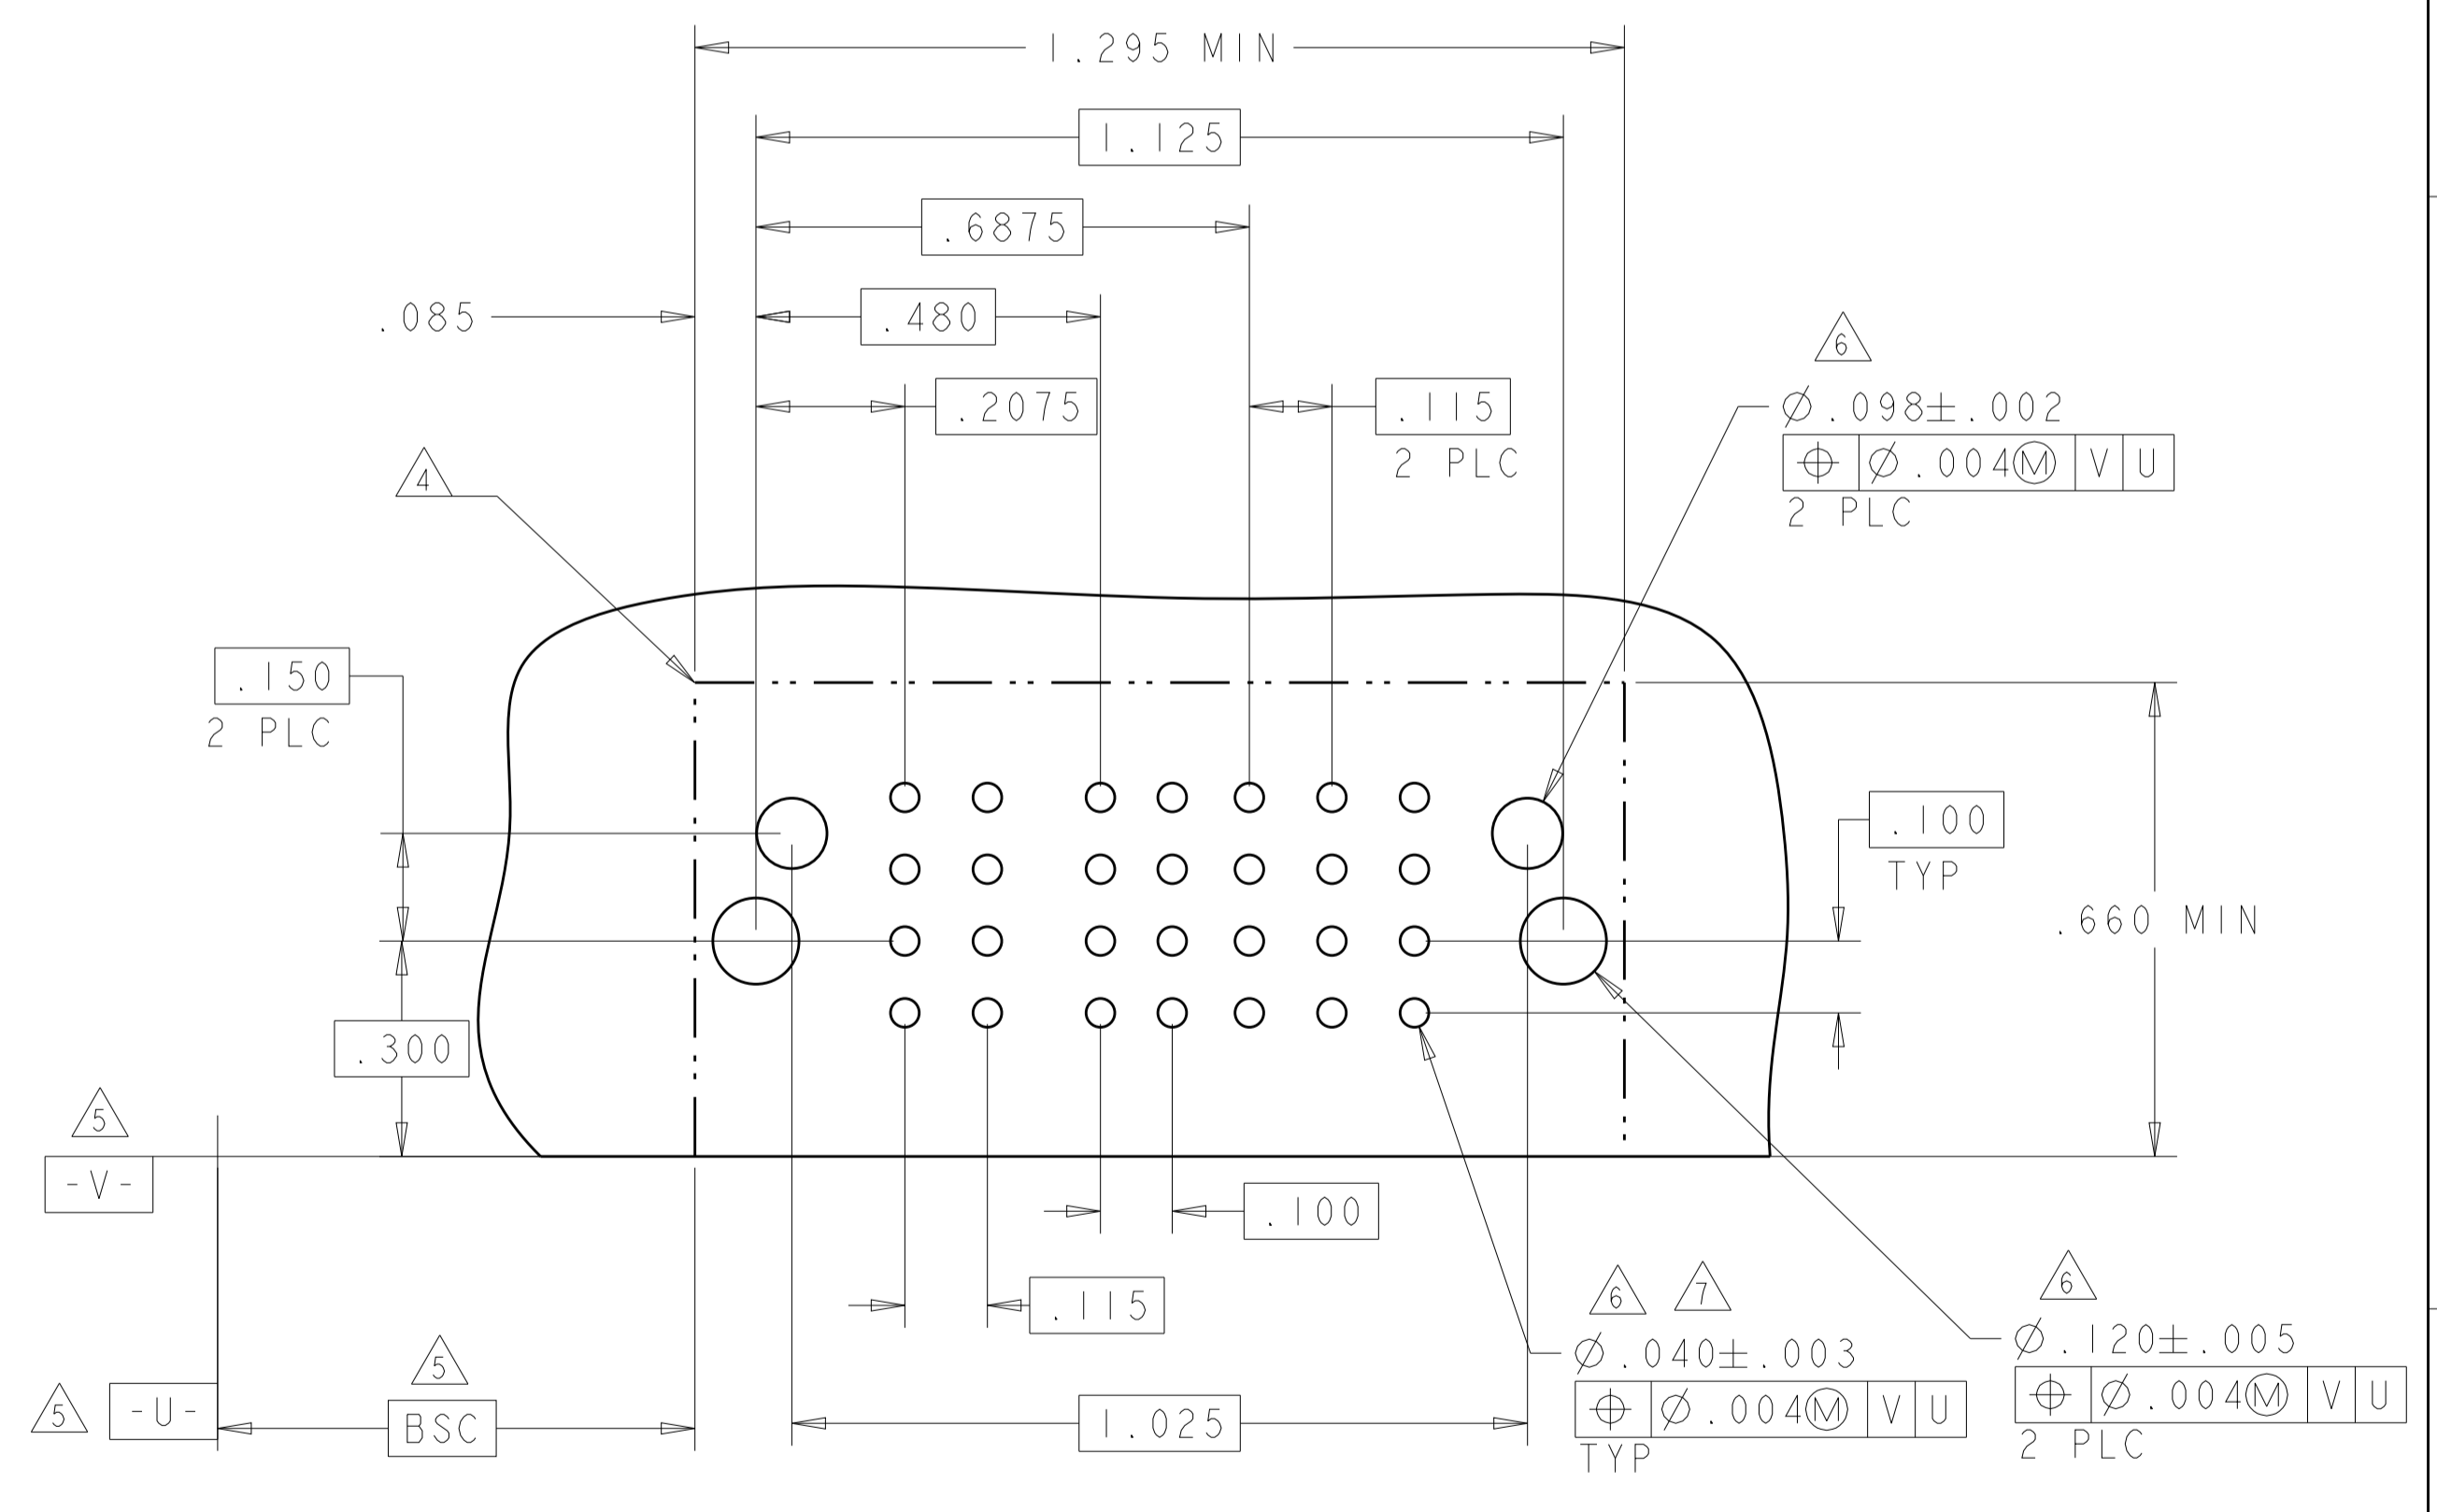 1.295 MIN
1.125
.6875
.085
.480
.2075
.115
2 PLC
6
⌀.098±.002
⌖ ⌀.004Ⓜ V U
2 PLC
4
.150
2 PLC
.100
TYP
.660 MIN
.300
5
-V-
.100
.115
5
-U-
5
BSC
1.025
6 7
⌀.040±.003
⌖ ⌀.004Ⓜ V U
TYP
6
⌀.120±.005
⌖ ⌀.004Ⓜ V U
2 PLC